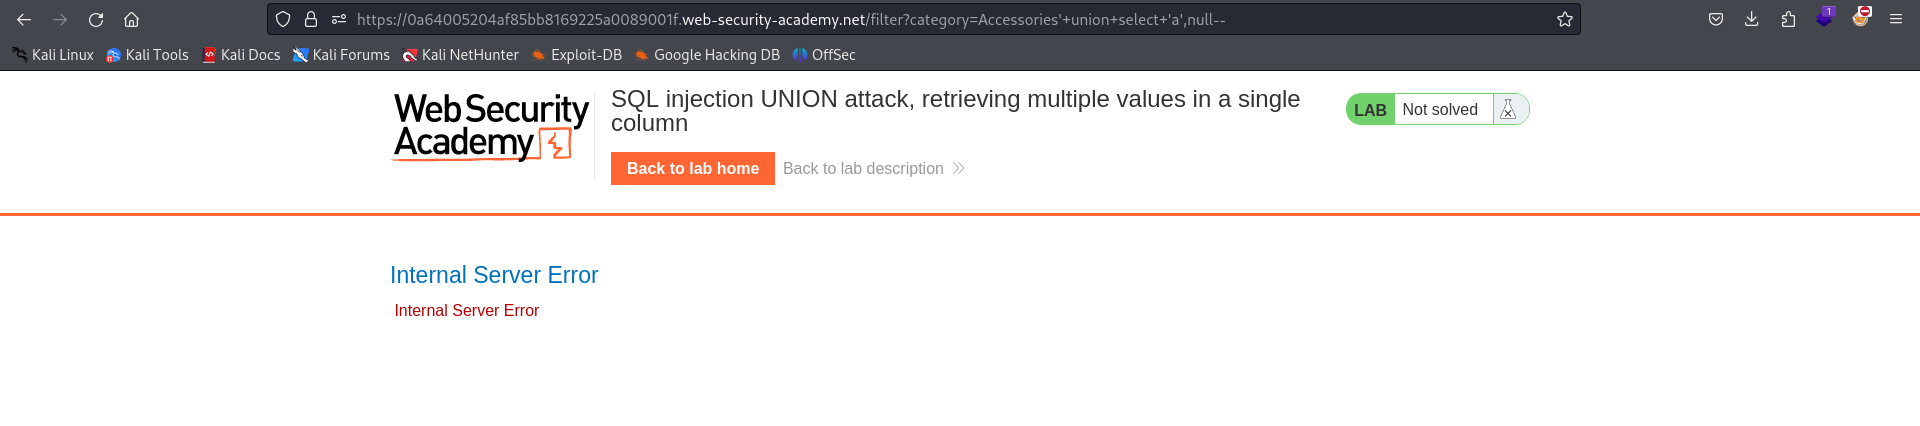 https://0a64005204af85bb8169225a0089001f.web-security-academy.net/filter?category=Accessories'+union+select+'a',null--
1
Kali Linux Kali Tools Kali Docs Kali Forums Kali NetHunter Exploit-DB Google Hacking DB OffSec
WebSecurity
Academy
SQL injection UNION attack, retrieving multiple values in a single
column
LAB Not solved
Back to lab home Back to lab description
Internal Server Error
Internal Server Error